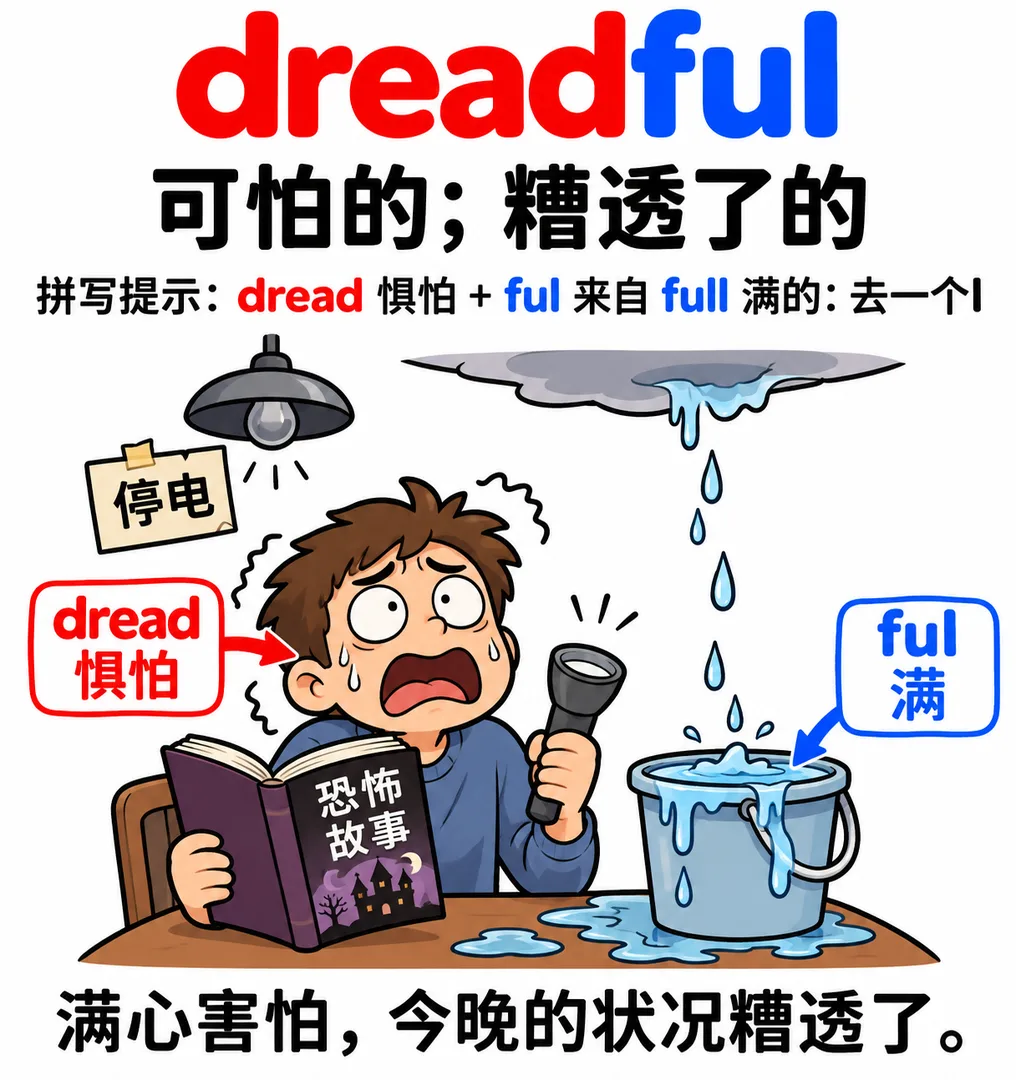 dreadful
可怕的；糟透了的
拼写提示：dread 惧怕 + ful 来自 full 满的：去一个l
停电
dread
惧怕
ful
满
恐怖
故事
满心害怕，今晚的状况糟透了。